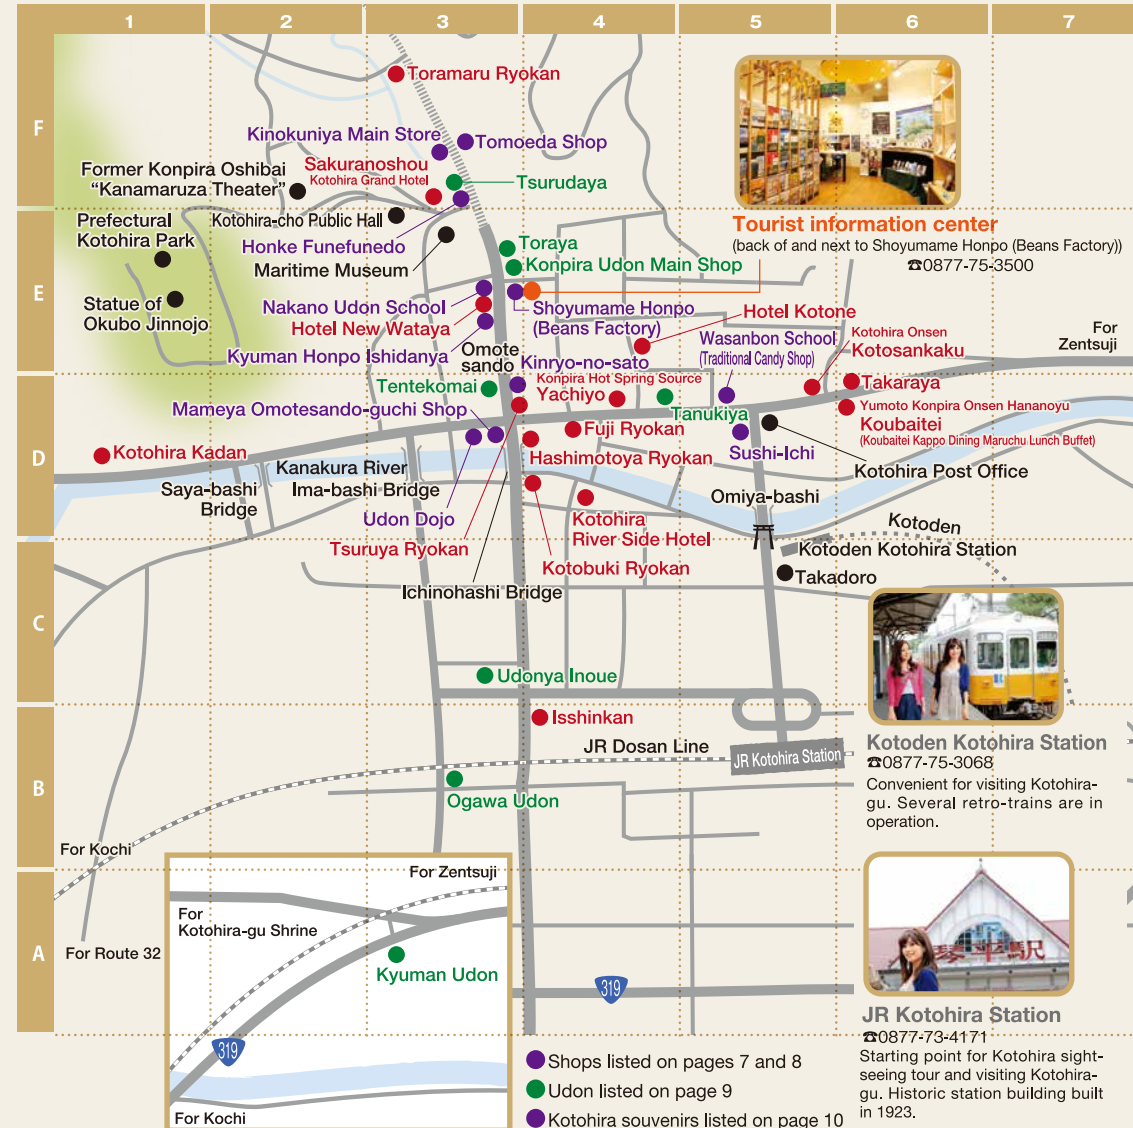 1 2 3 4 5 6 7
F
E
D
C
B
A
Toramaru Ryokan
Kinokuniya Main Store
Tomoeda Shop
Former Konpira Oshibai
“Kanamaruza Theater”
Sakuranoshou
Kotohira Grand Hotel
Tsurudaya
Prefectural
Kotohira Park
Kotohira-cho Public Hall
Honke Funefunedo
Maritime Museum
Toraya
Konpira Udon Main Shop
Statue of
Okubo Jinnojo
Nakano Udon School
Hotel New Wataya
Kyuman Honpo Ishidanya
Shoyumame Honpo
(Beans Factory)
Omote
sando
Kinryo-no-sato
Hotel Kotone
Wasanbon School
(Traditional Candy Shop)
Kotohira Onsen
Kotosankaku
For
Zentsuji
Tourist information center
(back of and next to Shoyumame Honpo (Beans Factory))
☎0877-75-3500
Tentekomai
Konpira Hot Spring Source
Yachiyo
Tanukiya
Takaraya
Yumoto Konpira Onsen Hananoyu
Koubaitei
(Koubaitei Kappo Dining Maruchu Lunch Buffet)
Mameya Omotesando-guchi Shop
Fuji Ryokan
Sushi-Ichi
Kotohira Kadan
Hashimotoya Ryokan
Kotohira Post Office
Kanakura River
Saya-bashi
Bridge
Ima-bashi Bridge
Omiya-bashi
Udon Dojo
Kotohira
River Side Hotel
Kotoden
Tsuruya Ryokan
Kotobuki Ryokan
Kotoden Kotohira Station
Takadoro
Ichinohashi Bridge
Udonya Inoue
Isshinkan
JR Dosan Line
JR Kotohira Station
Ogawa Udon
Kotoden Kotohira Station
☎0877-75-3068
Convenient for visiting Kotohira-
gu. Several retro-trains are in
operation.
For Kochi
For Route 32
For Zentsuji
For
Kotohira-gu Shrine
Kyuman Udon
319
For Kochi
319
琴平駅
JR Kotohira Station
☎0877-73-4171
Starting point for Kotohira sight-
seeing tour and visiting Kotohira-
gu. Historic station building built
in 1923.
Shops listed on pages 7 and 8
Udon listed on page 9
Kotohira souvenirs listed on page 10